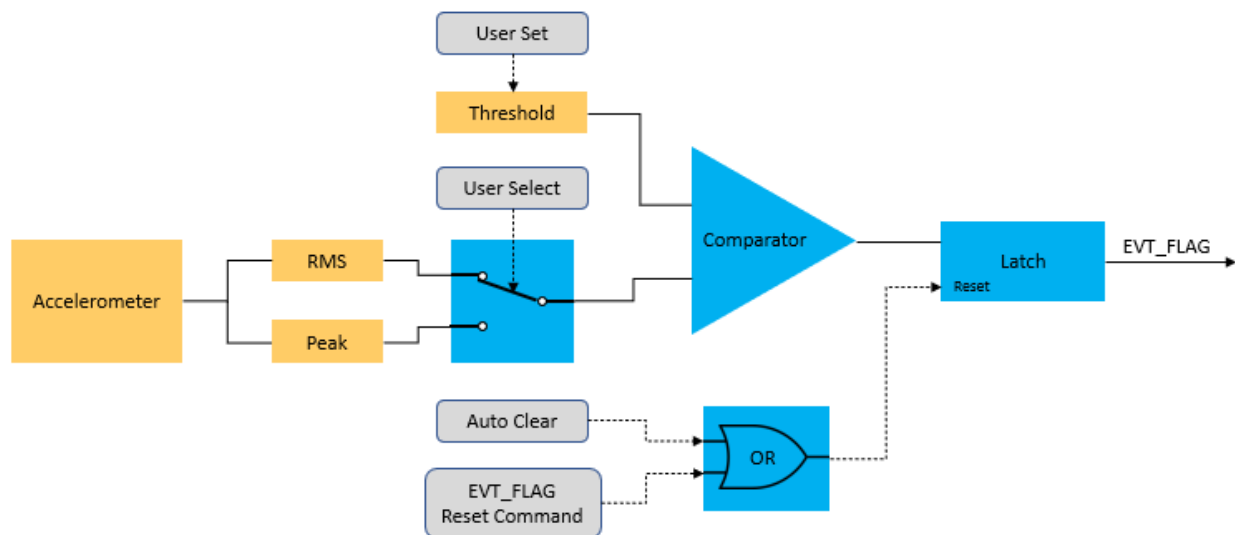 User Set
Threshold
User Select
Accelerometer
RMS
Peak
Comparator
Latch
Reset
EVT_FLAG
Auto Clear
OR
EVT_FLAG
Reset Command